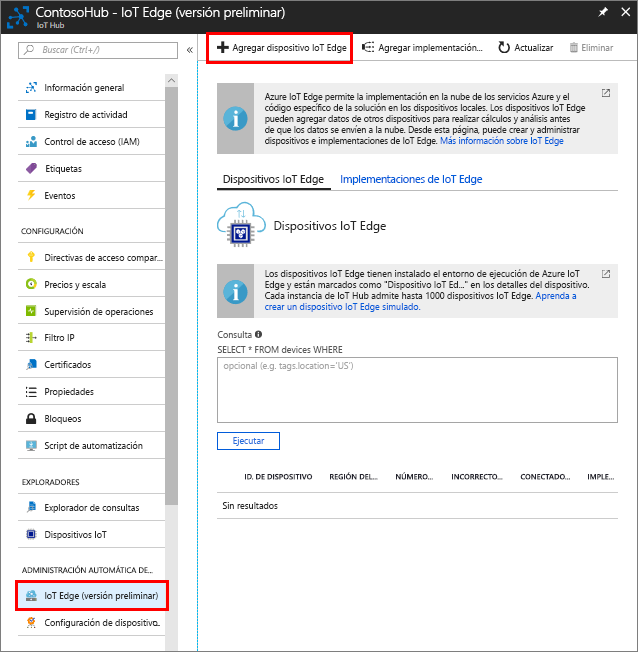 ContosoHub - IoT Edge (versión preliminar)
IoT Hub
Buscar (Ctrl+/)
Información general
Registro de actividad
Control de acceso (IAM)
Etiquetas
Eventos
CONFIGURACIÓN
Directivas de acceso compar...
Precios y escala
Supervisión de operaciones
Filtro IP
Certificados
Propiedades
Bloqueos
Script de automatización
EXPLORADORES
Explorador de consultas
Dispositivos IoT
ADMINISTRACIÓN AUTOMÁTICA DE...
IoT Edge (versión preliminar)
Configuración de dispositivo...
Agregar dispositivo IoT Edge
Agregar implementación...
Actualizar
Eliminar
Azure IoT Edge permite la implementación en la nube de los servicios Azure y el
código específico de la solución en los dispositivos locales. Los dispositivos IoT Edge
pueden agregar datos de otros dispositivos para realizar cálculos y análisis antes
de que los datos se envíen a la nube. Desde esta página, puede crear y administrar
dispositivos e implementaciones de IoT Edge. Más información sobre IoT Edge
Dispositivos IoT Edge
Implementaciones de IoT Edge
Dispositivos IoT Edge
Los dispositivos IoT Edge tienen instalado el entorno de ejecución de Azure IoT
Edge y están marcados como "Dispositivo IoT Ed..." en los detalles del dispositivo.
Cada instancia de IoT Hub admite hasta 1000 dispositivos IoT Edge. Aprenda a
crear un dispositivo IoT Edge simulado.
Consulta
SELECT * FROM devices WHERE
opcional (e.g. tags.location='US')
Ejecutar
ID. DE DISPOSITIVO
REGIÓN DEL...
NÚMERO...
INCORRECTO...
CONECTADO...
IMPLE...
Sin resultados